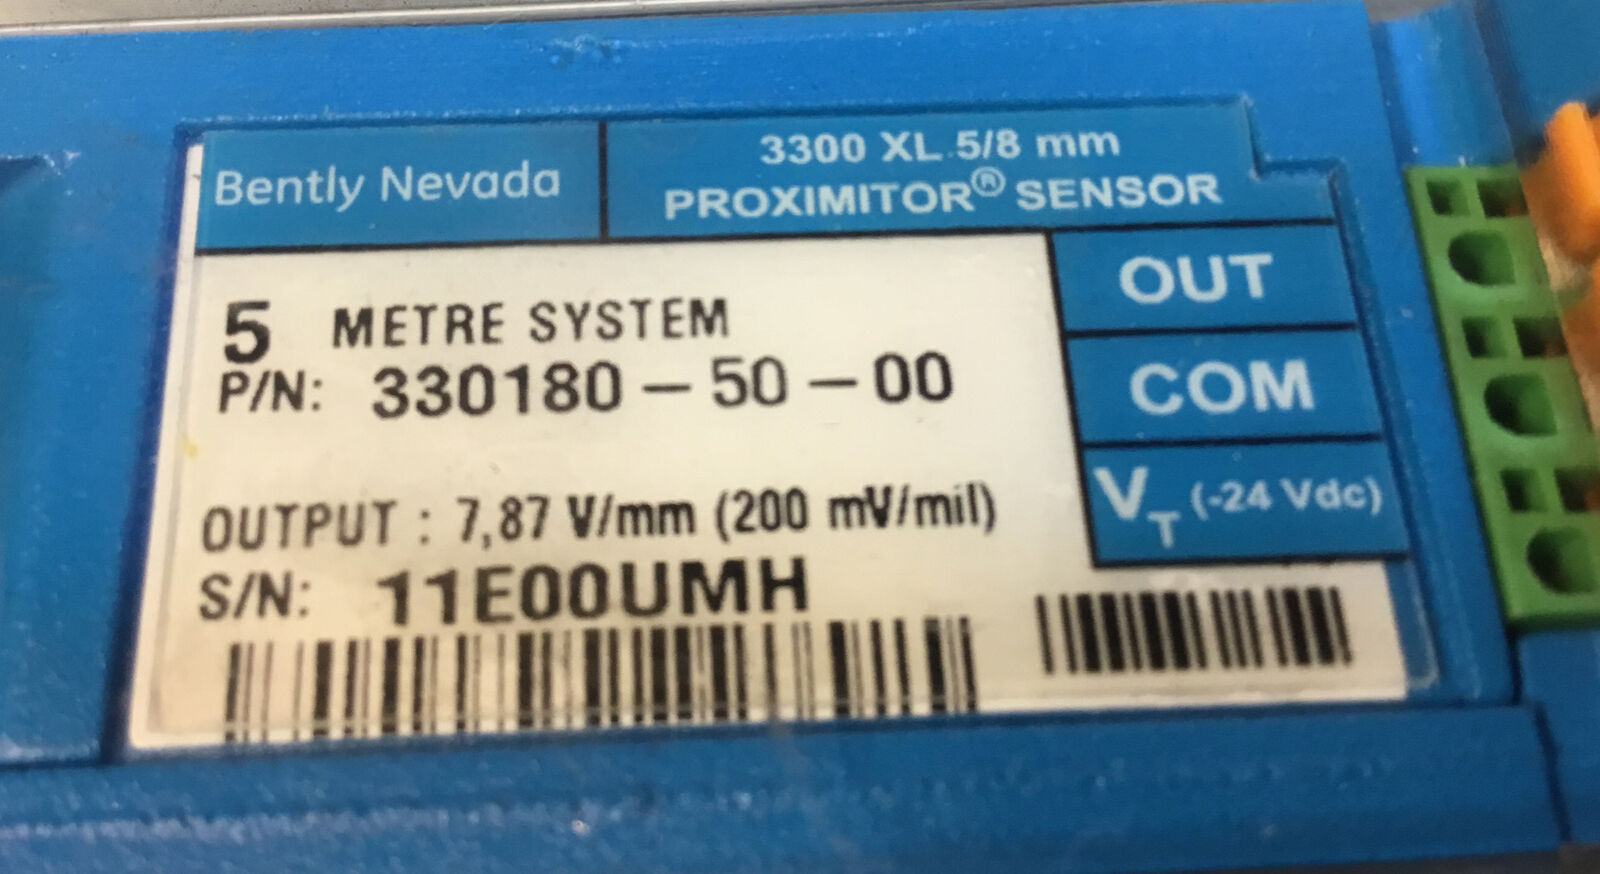 Bently Nevada
3300 XL 5/8 mm
PROXIMITOR® SENSOR
5 METRE SYSTEM
P/N: 330180-50-00
OUTPUT : 7,87 V/mm (200 mV/mil)
S/N: 11E00UMH
OUT
COM
VT (-24 Vdc)